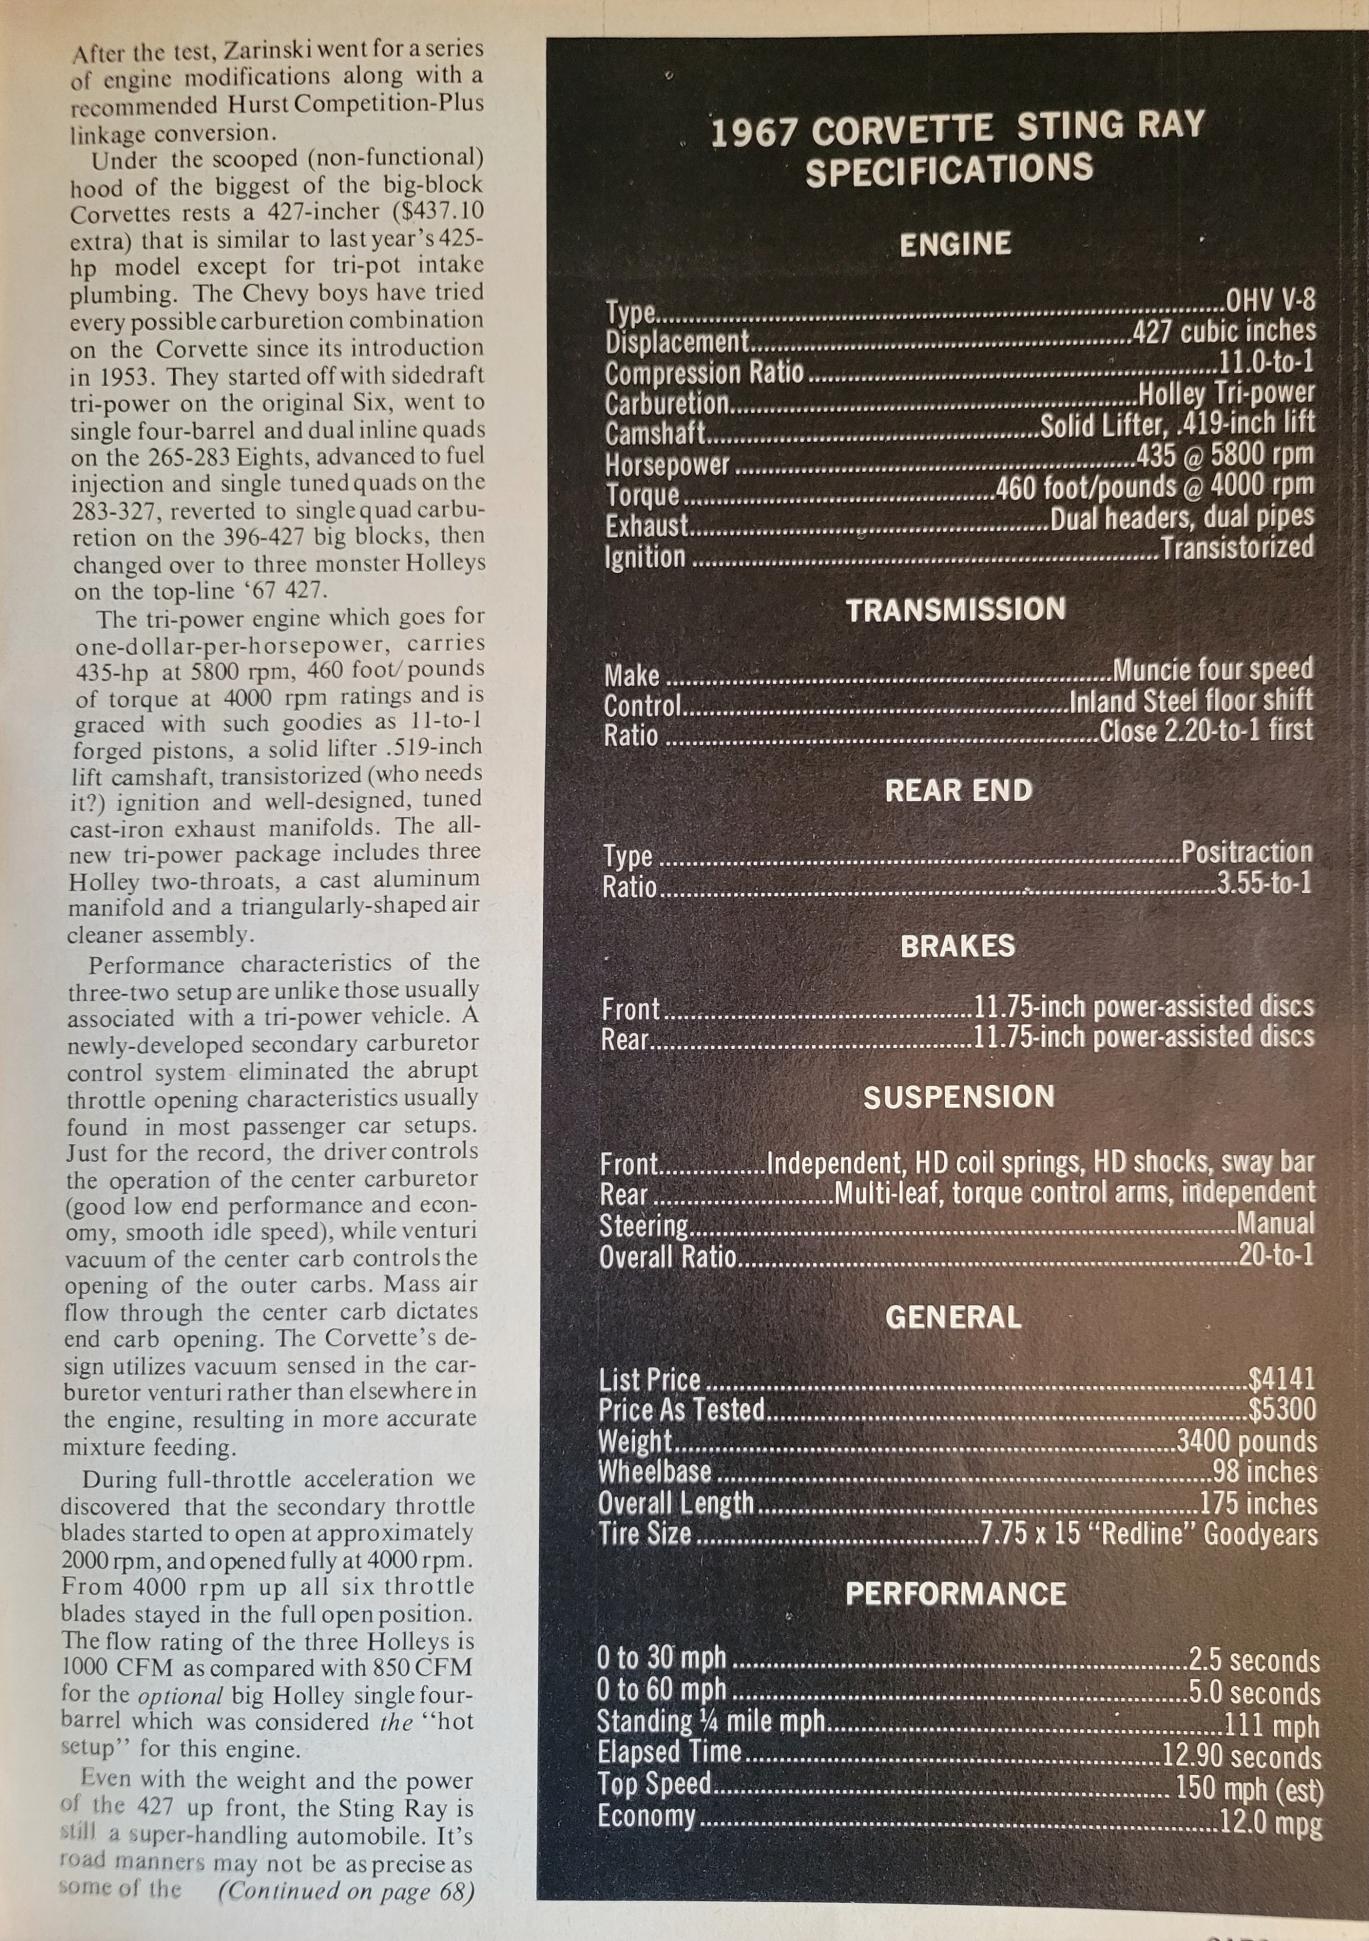 After the test, Zarinski went for a series
of engine modifications along with a
recommended Hurst Competition-Plus
linkage conversion.
Under the scooped (non-functional)
hood of the biggest of the big-block
Corvettes rests a 427-incher ($437.10
extra) that is similar to last year's 425-
hp model except for tri-pot intake
plumbing. The Chevy boys have tried
every possible carburetion combination
on the Corvette since its introduction
in 1953. They started off with sidedraft
tri-power on the original Six, went to
single four-barrel and dual inline quads
on the 265-283 Eights, advanced to fuel
injection and single tuned quads on the
283-327, reverted to single quad carbu-
retion on the 396-427 big blocks, then
changed over to three monster Holleys
on the top-line ‘67 427.
The tri-power engine which goes for
one-dollar-per-horsepower, carries
435-hp at 5800 rpm, 460 foot/pounds
of torque at 4000 rpm ratings and is
graced with such goodies as 11-to-1
forged pistons, a solid lifter .519-inch
lift camshaft, transistorized (who needs
it?) ignition and well-designed, tuned
cast-iron exhaust manifolds. The all-
new tri-power package includes three
Holley two-throats, a cast aluminum
manifold and a triangularly-shaped air
cleaner assembly.
Performance characteristics of the
three-two setup are unlike those usually
associated with a tri-power vehicle. A
newly-developed secondary carburetor
control system eliminated the abrupt
throttle opening characteristics usually
found in most passenger car setups.
Just for the record, the driver controls
the operation of the center carburetor
(good low end performance and econ-
omy, smooth idle speed), while venturi
vacuum of the center carb controls the
opening of the outer carbs. Mass air
flow through the center carb dictates
end carb opening. The Corvette's de-
sign utilizes vacuum sensed in the car-
buretor venturi rather than elsewhere in
the engine, resulting in more accurate
mixture feeding.
During full-throttle acceleration we
discovered that the secondary throttle
blades started to open at approximately
2000 rpm, and opened fully at 4000 rpm.
From 4000 rpm up all six throttle
blades stayed in the full open position.
The flow rating of the three Holleys is
1000 CFM as compared with 850 CFM
for the optional big Holley single four-
barrel which was considered the “hot
setup” for this engine.
Even with the weight and the power
of the 427 up front, the Sting Ray is
still a super-handling automobile. It's
road manners may not be as precise as
some of the (Continued on page 68)
1967 CORVETTE STING RAY
SPECIFICATIONS
ENGINE
Type....................OHV V-8
Displacement....................427 cubic inches
Compression Ratio....................11.0-to-1
Carburetion....................Holley Tri-power
Camshaft....................Solid Lifter, .419-inch lift
Horsepower....................435 @ 5800 rpm
Torque....................460 foot/pounds @ 4000 rpm
Exhaust....................Dual headers, dual pipes
Ignition....................Transistorized
TRANSMISSION
Make....................Muncie four speed
Control....................Inland Steel floor shift
Ratio....................Close 2.20-to-1 first
REAR END
Type....................Positraction
Ratio....................3.55-to-1
BRAKES
Front....................11.75-inch power-assisted discs
Rear....................11.75-inch power-assisted discs
SUSPENSION
Front...............Independent, HD coil springs, HD shocks, sway bar
Rear....................Multi-leaf, torque control arms, independent
Steering....................Manual
Overall Ratio....................20-to-1
GENERAL
List Price....................$4141
Price As Tested....................$5300
Weight....................3400 pounds
Wheelbase....................98 inches
Overall Length....................175 inches
Tire Size....................7.75 x 15 “Redline” Goodyears
PERFORMANCE
0 to 30 mph....................2.5 seconds
0 to 60 mph....................5.0 seconds
Standing ¼ mile mph....................111 mph
Elapsed Time....................12.90 seconds
Top Speed....................150 mph (est)
Economy....................12.0 mpg